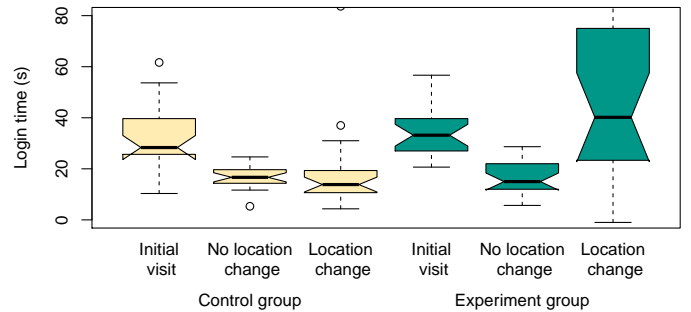 80
60
40
20
0
Login time (s)
Initial visit
No location change
Location change
Initial visit
No location change
Location change
Control group
Experiment group